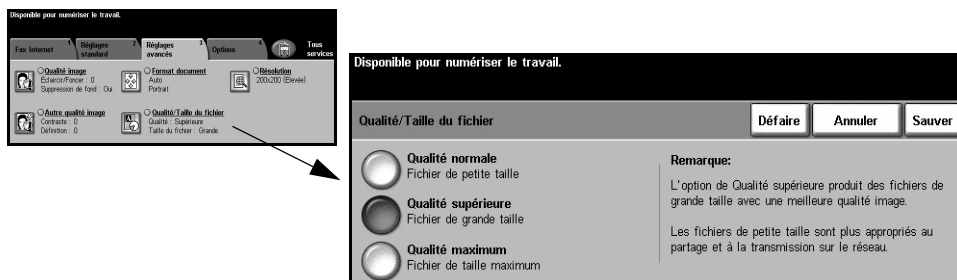 Disponible pour numériser le travail.
Fax Internet 1
Réglages standard 2
Réglages avancés 3
Options 4
Tous services
Qualité image
Eclaircir/Foncer : 0
Suppression de fond : Oui
Format document
Auto
Portrait
Résolution
200x200 (Élevée)
Autre qualité image
Contraste : 0
Définition : 0
Qualité/Taille du fichier
Qualité : Supérieure
Taille du fichier : Grande
Disponible pour numériser le travail.
Qualité/Taille du fichier
Défaire
Annuler
Sauver
Qualité normale
Fichier de petite taille
Qualité supérieure
Fichier de grande taille
Qualité maximum
Fichier de taille maximum
Remarque:
L'option de Qualité supérieure produit des fichiers de
grande taille avec une meilleure qualité image.
Les fichiers de petite taille sont plus appropriés au
partage et à la transmission sur le réseau.